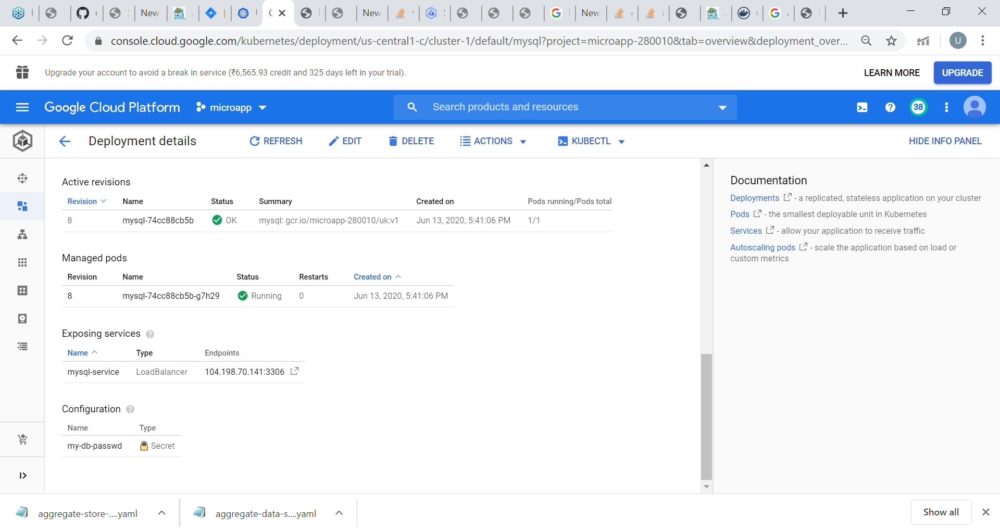 New
New
New
console.cloud.google.com/kubernetes/deployment/us-central1-c/cluster-1/default/mysql?project=microapp-280010&tab=overview&deployment_over...
U
Upgrade your account to avoid a break in service (₹6,565.93 credit and 325 days left in your trial).
LEARN MORE
UPGRADE
Google Cloud Platform
microapp
Search products and resources
38
Deployment details
REFRESH
EDIT
DELETE
ACTIONS
KUBECTL
HIDE INFO PANEL
Active revisions
Revision Name Status Summary Created on Pods running/Pods total
8 mysql-74cc88cb5b OK mysql: gcr.io/microapp-280010/uk:v1 Jun 13, 2020, 5:41:06 PM 1/1
Managed pods
Revision Name Status Restarts Created on
8 mysql-74cc88cb5b-g7h29 Running 0 Jun 13, 2020, 5:41:06 PM
Exposing services
Name Type Endpoints
mysql-service LoadBalancer 104.198.70.141:3306
Configuration
Name Type
my-db-passwd Secret
Documentation
Deployments - a replicated, stateless application on your cluster
Pods - the smallest deployable unit in Kubernetes
Services - allow your application to receive traffic
Autoscaling pods - scale the application based on load or
custom metrics
aggregate-store-....yaml
aggregate-data-s....yaml
Show all